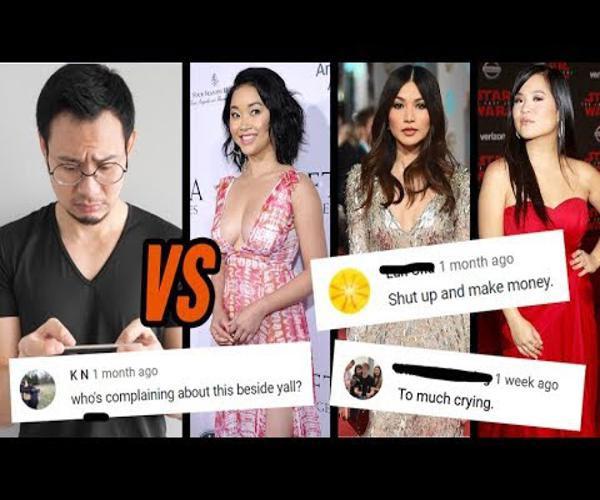 VS
K N 1 month ago
who's complaining about this beside yall?
1 month ago
Shut up and make money.
1 week ago
To much crying.
verizon
STAR
WARS